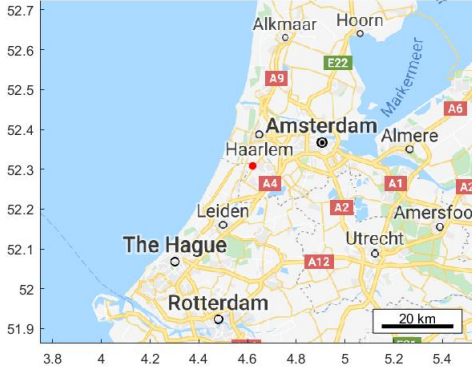 52.7
Alkmaar
Hoorn
52.6
E22
A9
Markermeer
52.5
A6
52.4
Amsterdam
Almere
Haarlem
52.3
A4
A1
A2
A2
Leiden
Amersfoo
52.2
The Hague
Utrecht
52.1
A12
52
Rotterdam
20 km
51.9
3.8
4
4.2
4.4
4.6
4.8
5
5.2
5.4